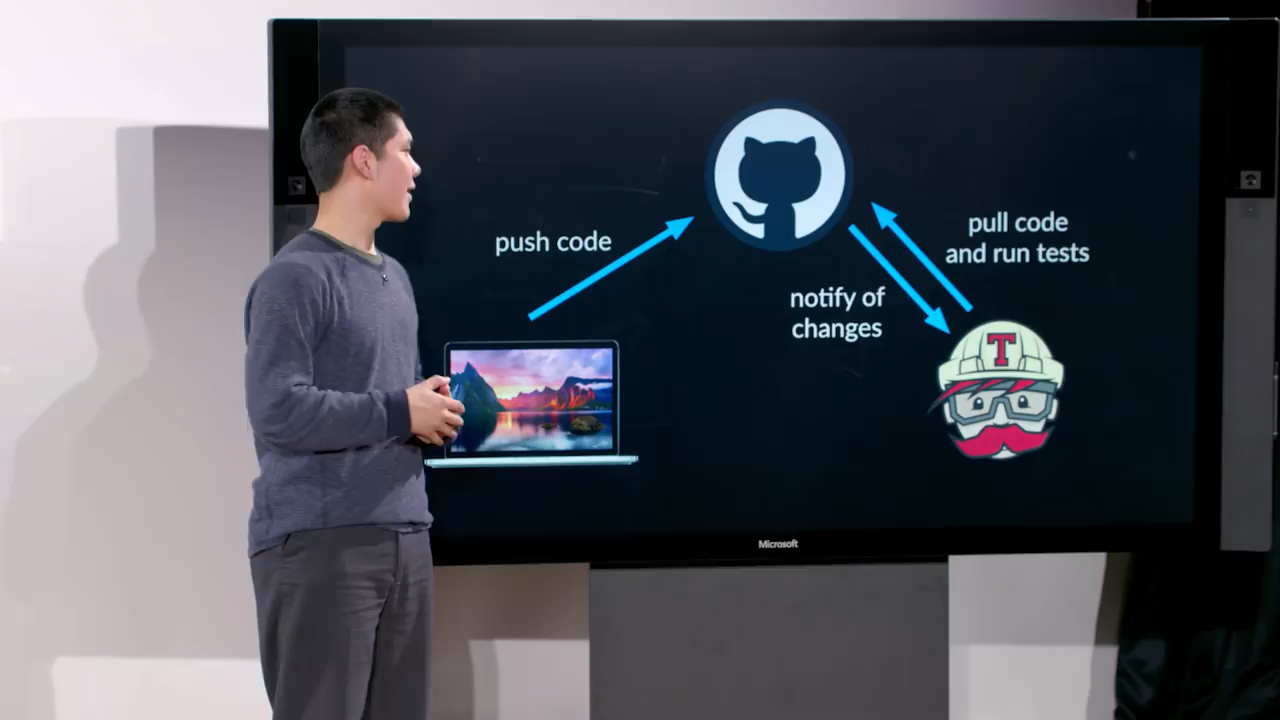 push code
pull code
and run tests
notify of
changes
T
Microsoft